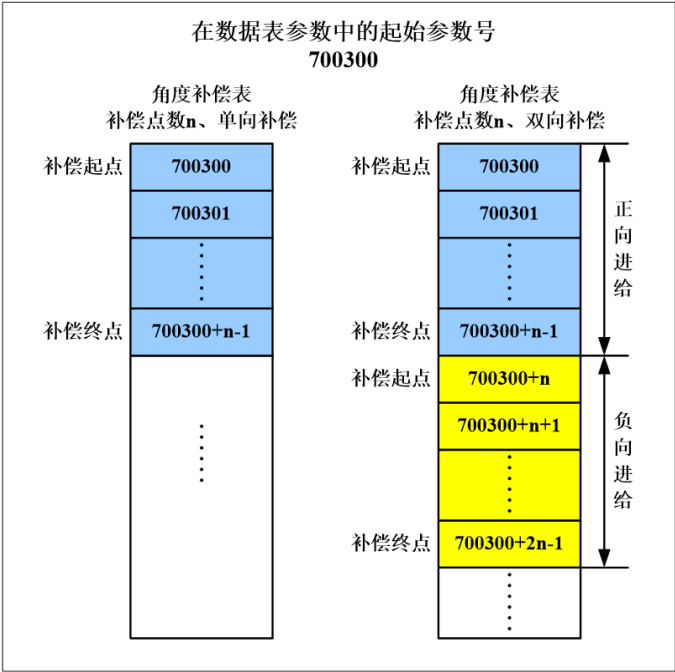 在数据表参数中的起始参数号
700300
角度补偿表
补偿点数n、单向补偿
补偿起点
700300
700301
补偿终点
700300+n-1
角度补偿表
补偿点数n、双向补偿
补偿起点
700300
700301
补偿终点
700300+n-1
正向进给
补偿起点
700300+n
700300+n+1
补偿终点
700300+2n-1
负向进给